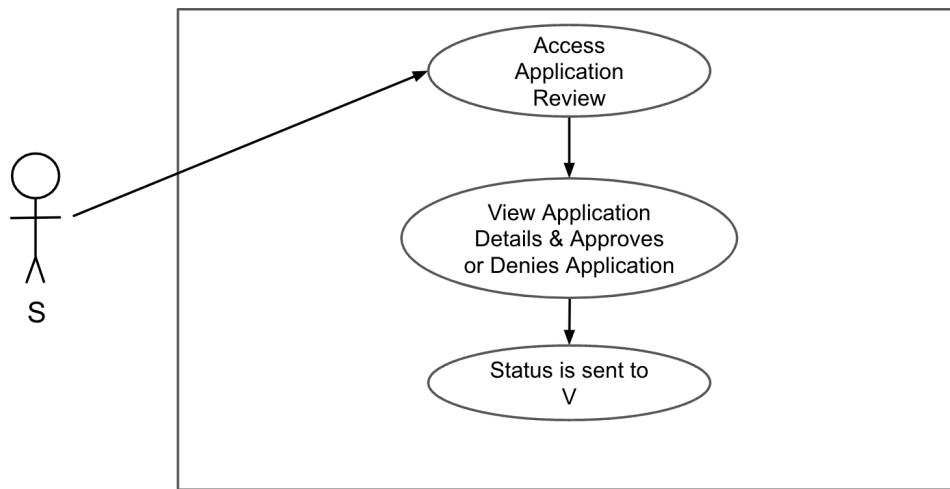 Access
Application
Review
View Application
Details & Approves
or Denies Application
S
Status is sent to
V